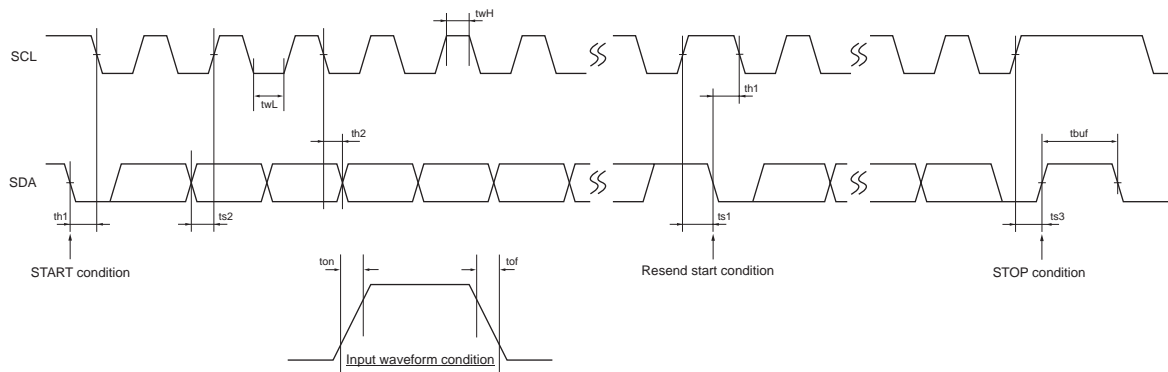 twH
SCL
twL
th1
th2
tbuf
SDA
th1
ts2
ts1
ts3
START condition
Resend start condition
STOP condition
ton
tof
Input waveform condition